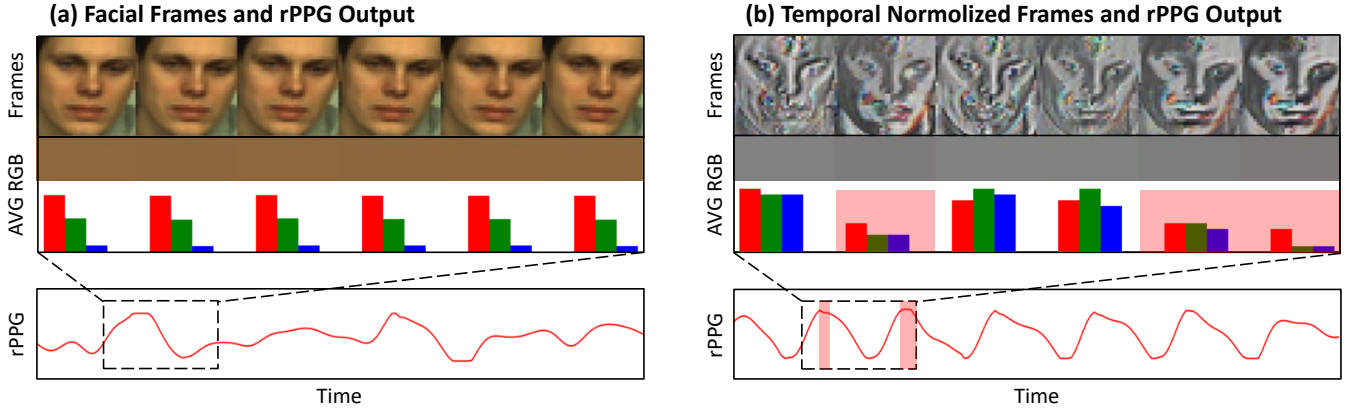 (a) Facial Frames and rPPG Output
Frames
AVG RGB
rPPG
Time
(b) Temporal Normolized Frames and rPPG Output
Frames
AVG RGB
rPPG
Time